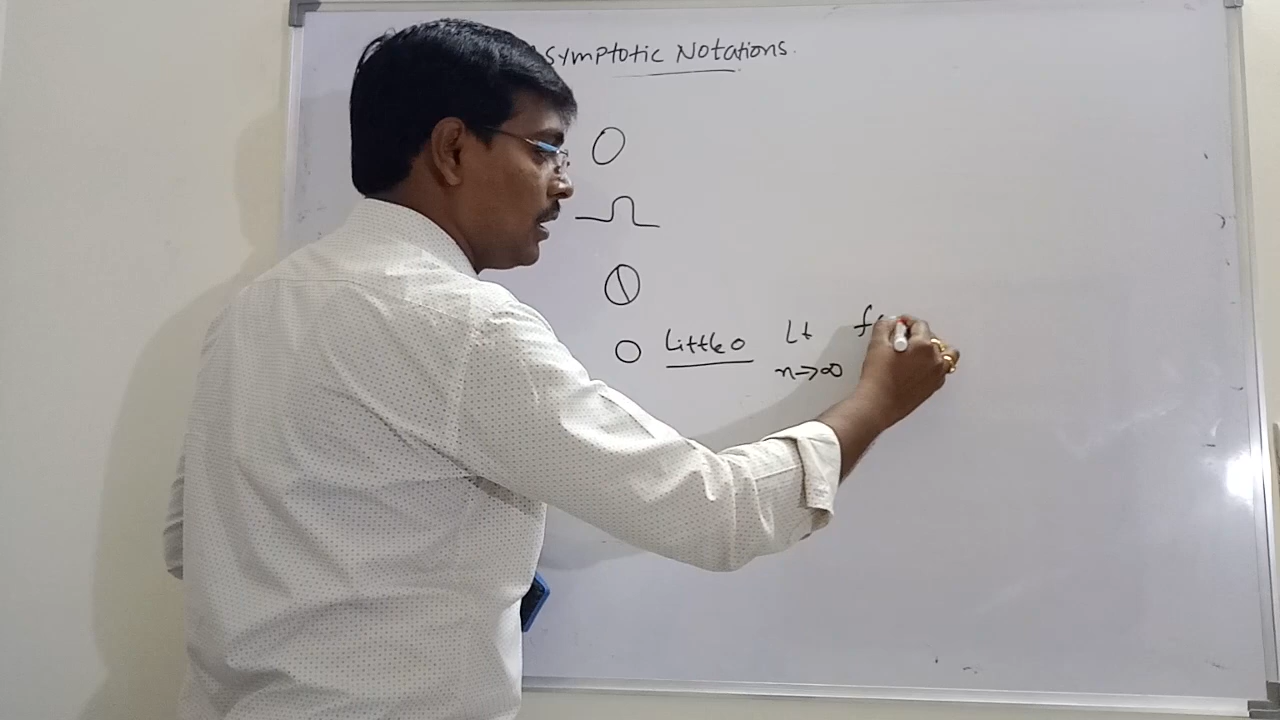 symptotic Notations.
O
Ω
Θ
o Little o Lt f(
n→∞